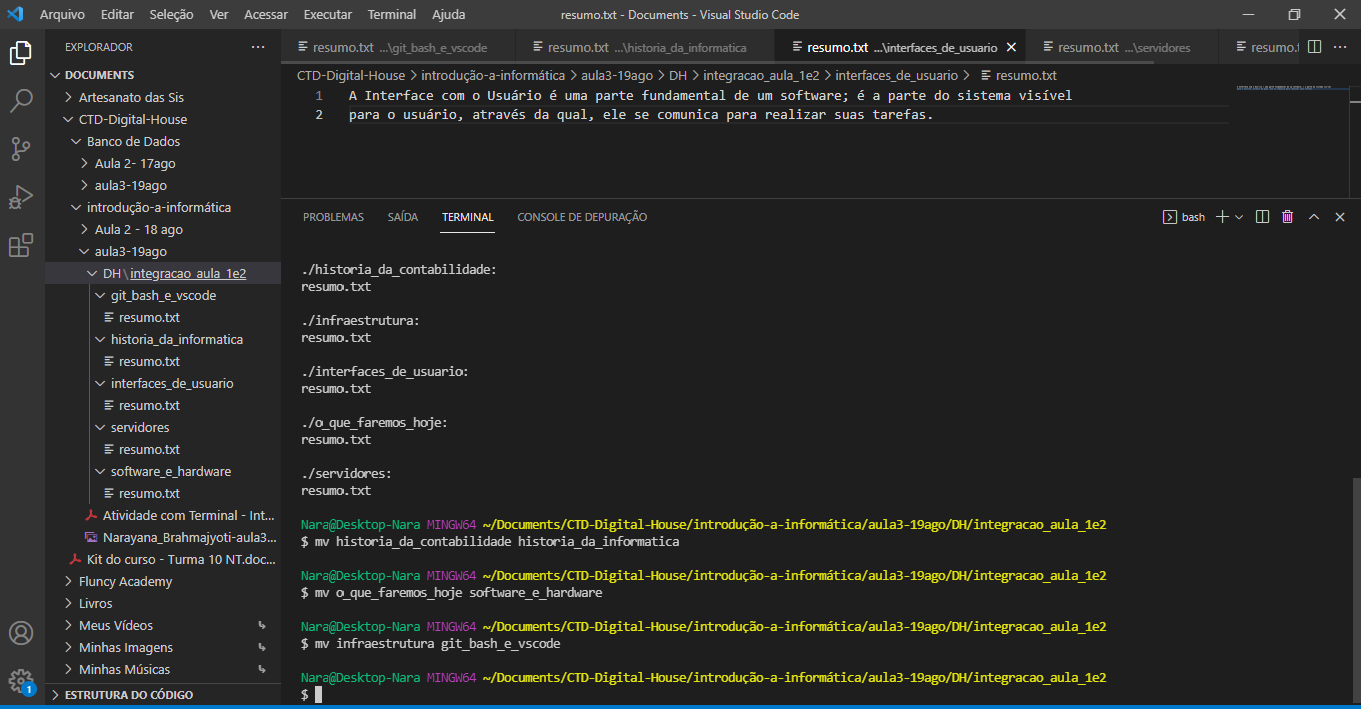 Arquivo Editar Seleção Ver Acessar Executar Terminal Ajuda resumo.txt - Documents - Visual Studio Code
EXPLORADOR ...
DOCUMENTS
Artesanato das Sis
CTD-Digital-House
Banco de Dados
Aula 2- 17ago
aula3-19ago
introdução-a-informática
Aula 2 - 18 ago
aula3-19ago
DH\integracao_aula_1e2
git_bash_e_vscode
resumo.txt
historia_da_informatica
resumo.txt
interfaces_de_usuario
resumo.txt
servidores
resumo.txt
software_e_hardware
resumo.txt
Atividade com Terminal - Int...
Narayana_Brahmajyoti-aula3...
Kit do curso - Turma 10 NT.doc...
Fluncy Academy
Livros
Meus Vídeos
Minhas Imagens
Minhas Músicas
ESTRUTURA DO CÓDIGO
1
resumo.txt ...\git_bash_e_vscode resumo.txt ...\historia_da_informatica resumo.txt ...\interfaces_de_usuario resumo.txt ...\servidores resumo.t ...
CTD-Digital-House > introdução-a-informática > aula3-19ago > DH > integracao_aula_1e2 > interfaces_de_usuario > resumo.txt
1 A Interface com o Usuário é uma parte fundamental de um software; é a parte do sistema visível
2 para o usuário, através da qual, ele se comunica para realizar suas tarefas.
PROBLEMAS SAÍDA TERMINAL CONSOLE DE DEPURAÇÃO bash
./historia_da_contabilidade:
resumo.txt
./infraestrutura:
resumo.txt
./interfaces_de_usuario:
resumo.txt
./o_que_faremos_hoje:
resumo.txt
./servidores:
resumo.txt
Nara@Desktop-Nara MINGW64 ~/Documents/CTD-Digital-House/introdução-a-informática/aula3-19ago/DH/integracao_aula_1e2
$ mv historia_da_contabilidade historia_da_informatica
Nara@Desktop-Nara MINGW64 ~/Documents/CTD-Digital-House/introdução-a-informática/aula3-19ago/DH/integracao_aula_1e2
$ mv o_que_faremos_hoje software_e_hardware
Nara@Desktop-Nara MINGW64 ~/Documents/CTD-Digital-House/introdução-a-informática/aula3-19ago/DH/integracao_aula_1e2
$ mv infraestrutura git_bash_e_vscode
Nara@Desktop-Nara MINGW64 ~/Documents/CTD-Digital-House/introdução-a-informática/aula3-19ago/DH/integracao_aula_1e2
$